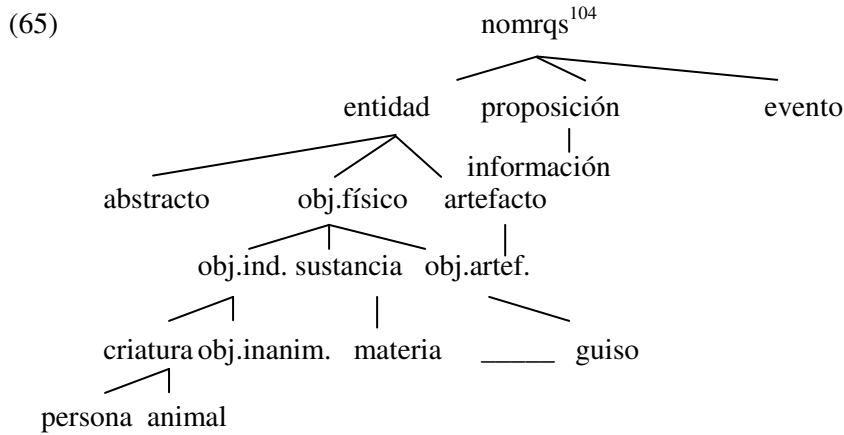 (65) nomrqs104
entidad proposición evento
información
abstracto obj.físico artefacto
obj.ind. sustancia obj.artef.
criatura obj.inanim. materia _____ guiso
persona animal